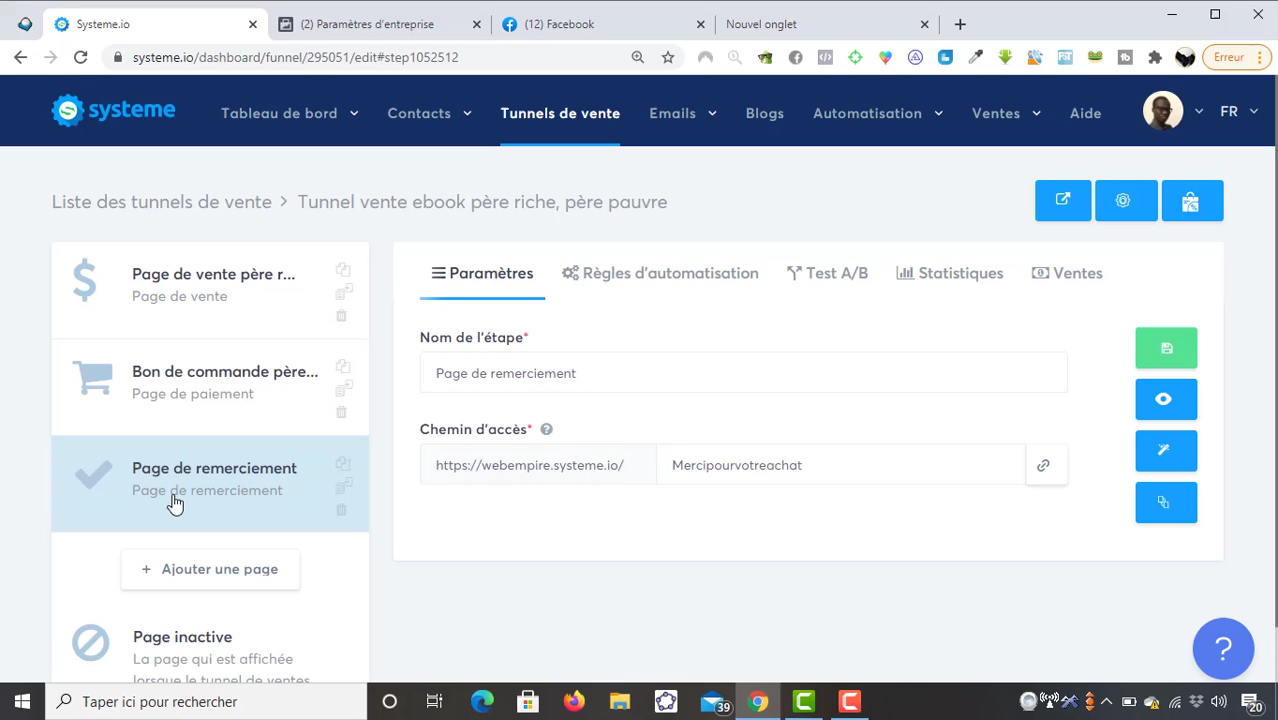 Systeme.io
(2) Paramètres d'entreprise
(12) Facebook
Nouvel onglet
systeme.io/dashboard/funnel/295051/edit#step1052512
Erreur
systeme
Tableau de bord
Contacts
Tunnels de vente
Emails
Blogs
Automatisation
Ventes
Aide
FR
Liste des tunnels de vente > Tunnel vente ebook père riche, père pauvre
Page de vente père r...
Page de vente
Bon de commande père...
Page de paiement
Page de remerciement
Page de remerciement
+ Ajouter une page
Page inactive
La page qui est affichée
lorsque le tunnel de ventes
Paramètres
Règles d'automatisation
Test A/B
Statistiques
Ventes
Nom de l'étape*
Page de remerciement
Chemin d'accès* ?
https://webempire.systeme.io/
Mercipourvotreachat
?
Taper ici pour rechercher
39
20